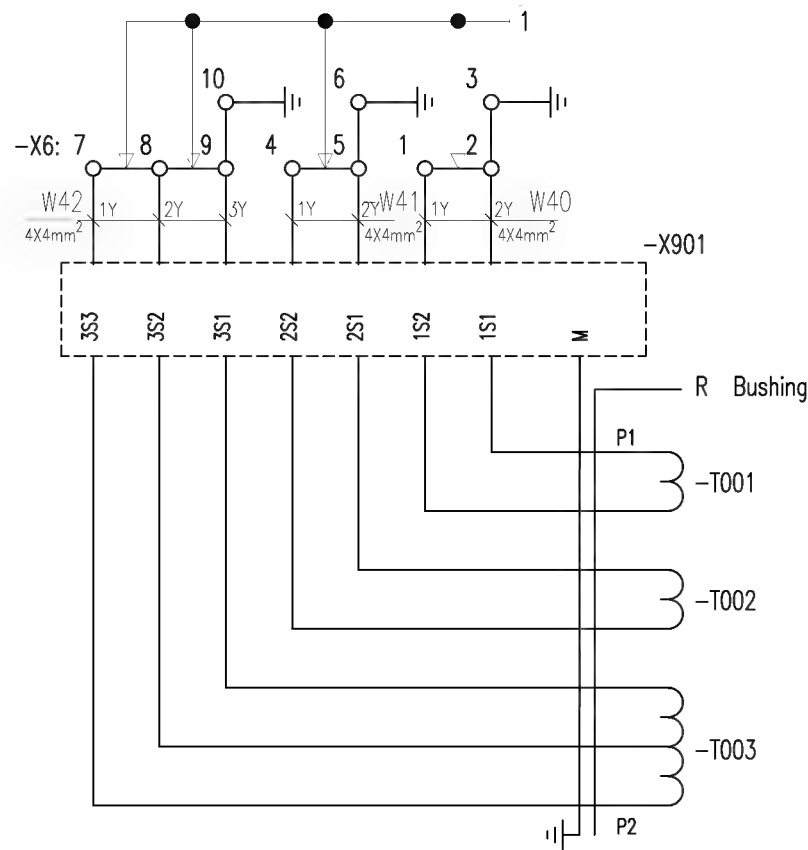 1
10 6 3
-X6: 7 8 9 4 5 1 2
W42 1Y 2Y 3Y 1Y 2Y W41 1Y 2Y W40
4X4mm² 4X4mm² 4X4mm²
-X901
3S3 3S2 3S1 2S2 2S1 1S2 1S1 M
R Bushing
P1
-T001
-T002
-T003
P2